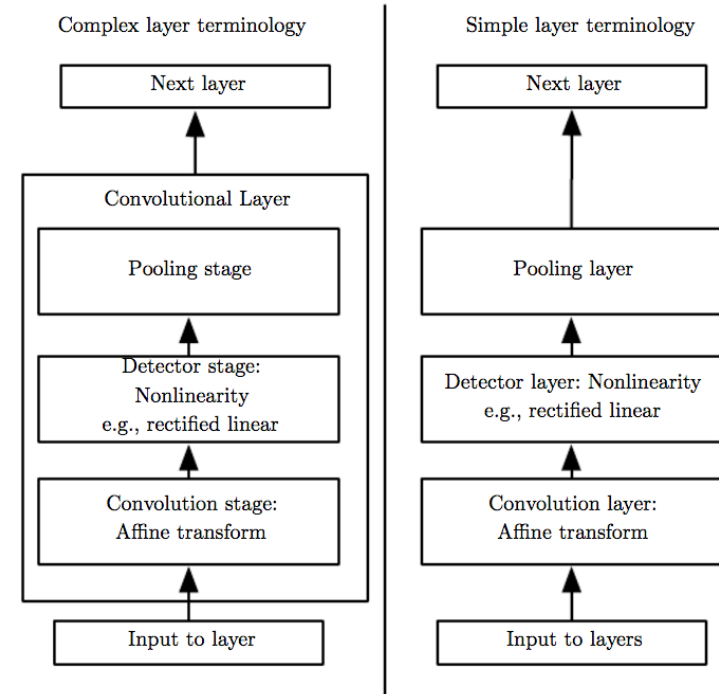 Complex layer terminology
Next layer
Convolutional Layer
Pooling stage
Detector stage:
Nonlinearity
e.g., rectified linear
Convolution stage:
Affine transform
Input to layer
Simple layer terminology
Next layer
Pooling layer
Detector layer: Nonlinearity
e.g., rectified linear
Convolution layer:
Affine transform
Input to layers